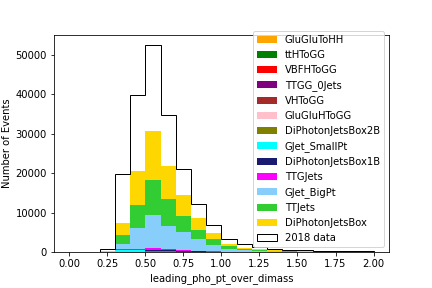 GluGluToHH
ttHToGG
VBFHToGG
TTGG_0Jets
VHToGG
GluGluHToGG
DiPhotonJetsBox2B
GJet_SmallPt
DiPhotonJetsBox1B
TTGJets
GJet_BigPt
TTJets
DiPhotonJetsBox
2018 data
Number of Events
50000
40000
30000
20000
10000
0
0.00 0.25 0.50 0.75 1.00 1.25 1.50 1.75 2.00
leading_pho_pt_over_dimass